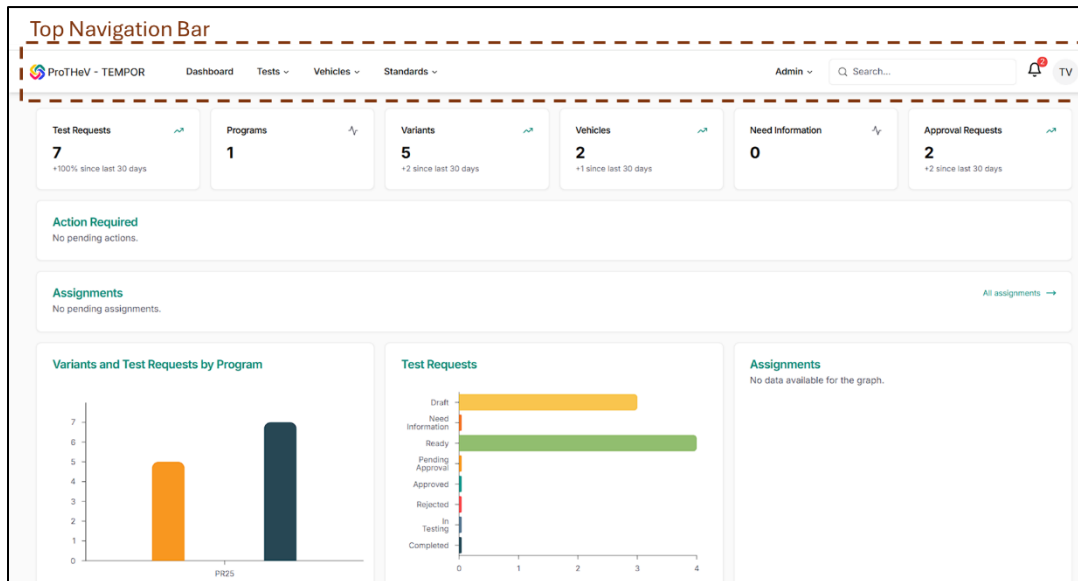 Top Navigation Bar
ProTHeV - TEMPOR Dashboard Tests Vehicles Standards Admin Search... 2 TV
Test Requests Programs Variants Vehicles Need Information Approval Requests
7 1 5 2 0 2
+100% since last 30 days +2 since last 30 days +1 since last 30 days +2 since last 30 days
Action Required
No pending actions.
Assignments All assignments →
No pending assignments.
Variants and Test Requests by Program
7
6
5
4
3
2
1
0
PR25
Test Requests
Draft
Need
Information
Ready
Pending
Approval
Approved
Rejected
In
Testing
Completed
0 1 2 3 4
Assignments
No data available for the graph.